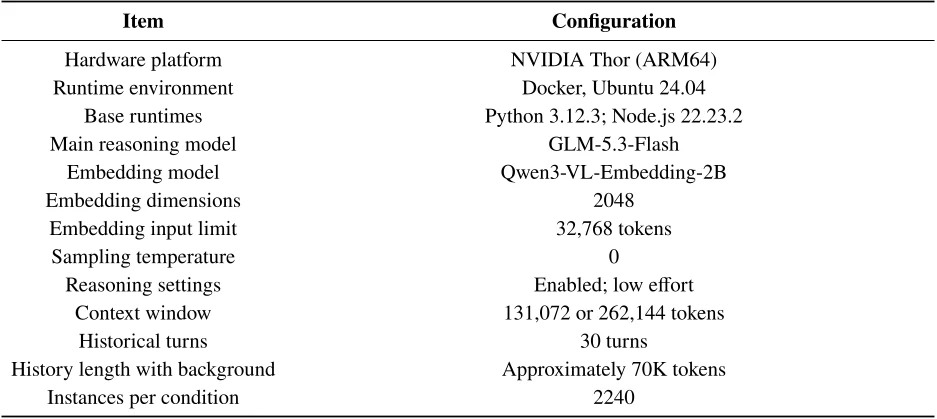 Item Configuration
Hardware platform NVIDIA Thor (ARM64)
Runtime environment Docker, Ubuntu 24.04
Base runtimes Python 3.12.3; Node.js 22.23.2
Main reasoning model GLM-5.3-Flash
Embedding model Qwen3-VL-Embedding-2B
Embedding dimensions 2048
Embedding input limit 32,768 tokens
Sampling temperature 0
Reasoning settings Enabled; low effort
Context window 131,072 or 262,144 tokens
Historical turns 30 turns
History length with background Approximately 70K tokens
Instances per condition 2240